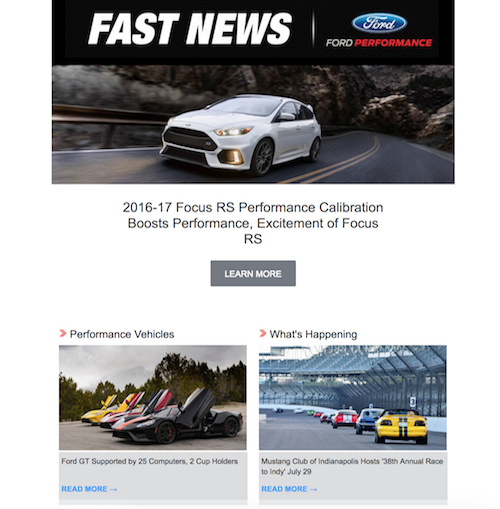 FAST NEWS
Ford
FORD PERFORMANCE
2016-17 Focus RS Performance Calibration
Boosts Performance, Excitement of Focus
RS
LEARN MORE
Performance Vehicles
Ford GT Supported by 25 Computers, 2 Cup Holders
READ MORE →
What's Happening
Mustang Club of Indianapolis Hosts '38th Annual Race
to Indy' July 29
READ MORE →